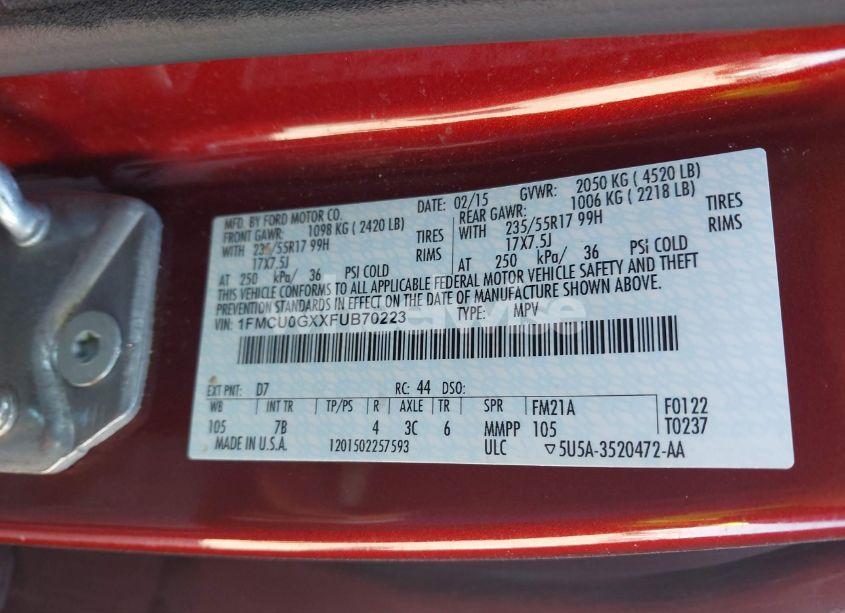 MFD. BY FORD MOTOR CO.
DATE: 02/15 GVWR: 2050 KG ( 4520 LB)
FRONT GAWR: 1098 KG ( 2420 LB) REAR GAWR: 1006 KG ( 2218 LB)
WITH 235/55R17 99H TIRES WITH 235/55R17 99H TIRES
17X7.5J RIMS 17X7.5J RIMS
AT 250 kPa/ 36 PSI COLD AT 250 kPa/ 36 PSI COLD
THIS VEHICLE CONFORMS TO ALL APPLICABLE FEDERAL MOTOR VEHICLE SAFETY AND THEFT
PREVENTION STANDARDS IN EFFECT ON THE DATE OF MANUFACTURE SHOWN ABOVE.
VIN: 1FMCU0GXXFUB70223 TYPE: MPV
EXT PNT: D7 RC: 44 DSO:
WB INT TR TP/PS R AXLE TR SPR FM21A F0122
105 7B 4 3C 6 MMPP 105 T0237
MADE IN U.S.A. 1201502257593 ULC ▽5U5A-3520472-AA